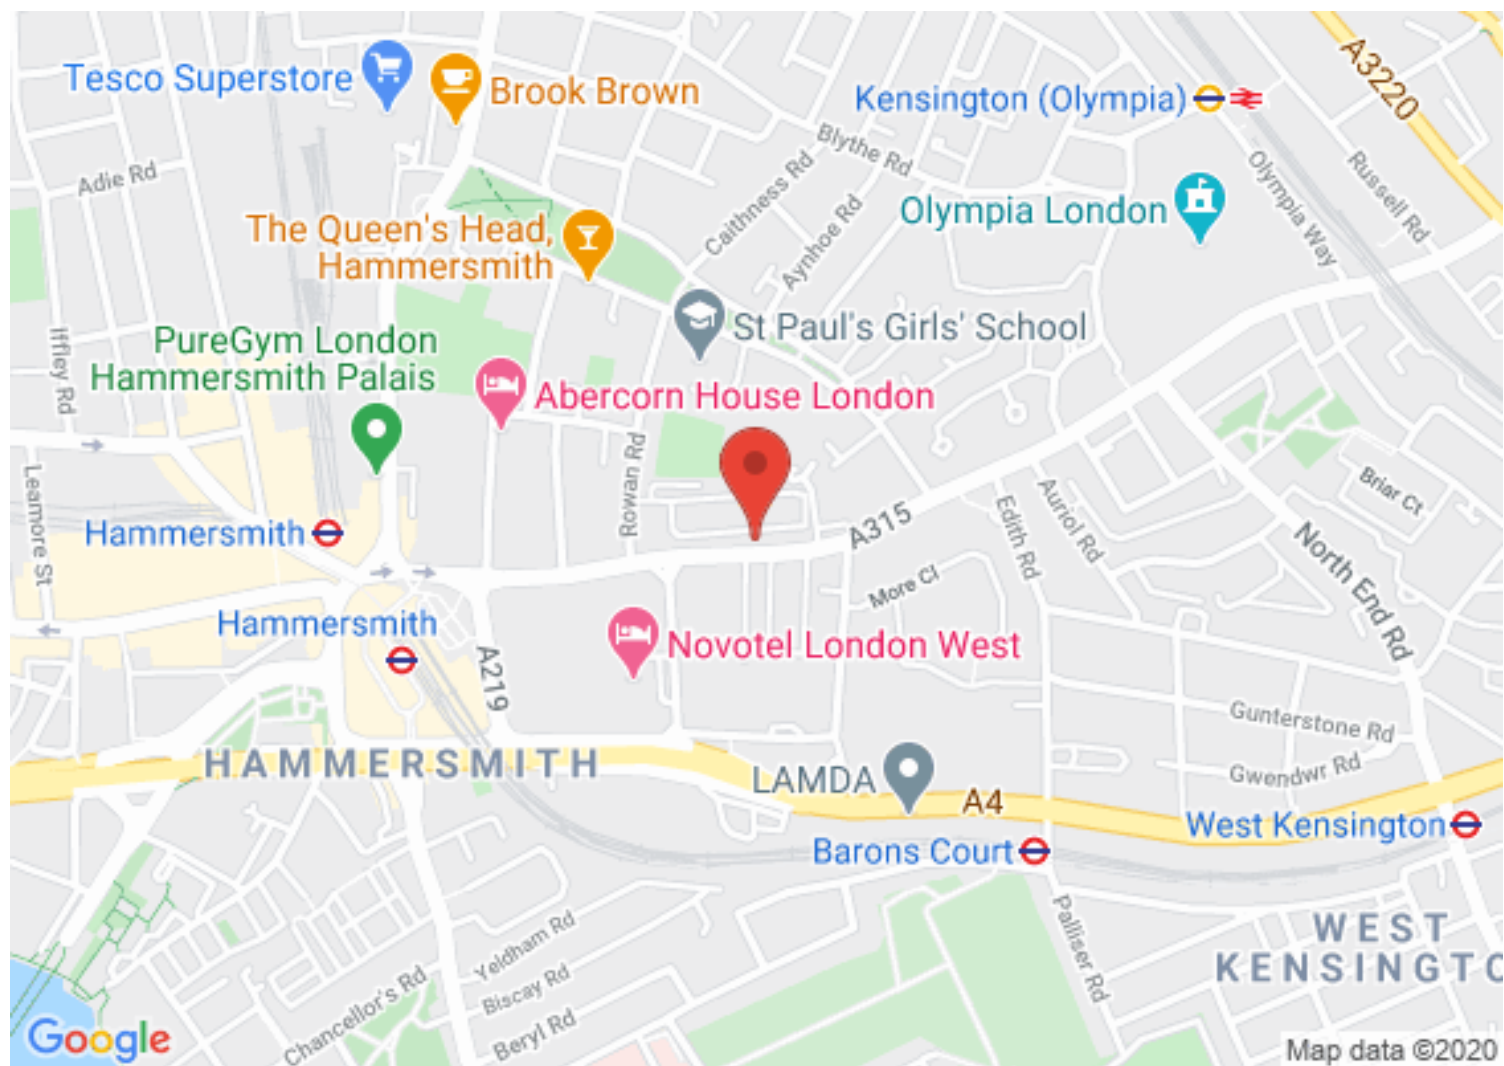 Tesco Superstore
Brook Brown
Kensington (Olympia)
A3220
Blythe Rd
Adie Rd
Caithness Rd
Olympia Way
Russell Rd
Olympia London
Aynhoe Rd
The Queen's Head,
Hammersmith
St Paul's Girls' School
PureGym London
Hammersmith Palais
Iffley Rd
Abercorn House London
Rowan Rd
Leamore St
Briar Ct
Auriol Rd
Edith Rd
A315
Hammersmith
North End Rd
More Cl
Hammersmith
Novotel London West
A219
Gunterstone Rd
Gwendwr Rd
HAMMERSMITH
LAMDA
A4
West Kensington
Barons Court
Palliser Rd
WEST
KENSINGTO
Yeldham Rd
Biscay Rd
Chancellor's Rd
Beryl Rd
Google
Map data ©2020